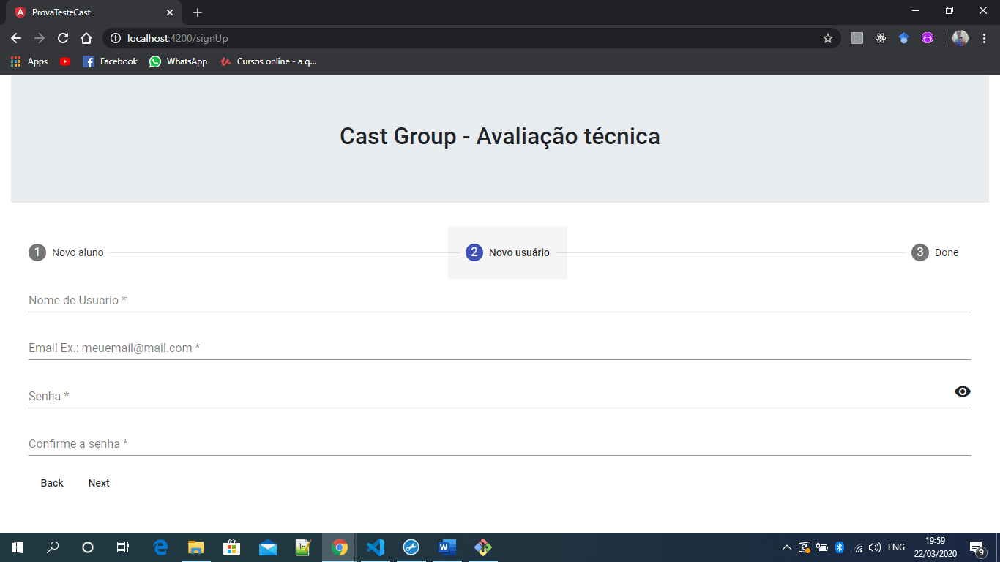 ProvaTesteCast
localhost:4200/signUp
Apps Facebook WhatsApp Cursos online - a q...
Cast Group - Avaliação técnica
1 Novo aluno 2 Novo usuário 3 Done
Nome de Usuario *
Email Ex.: meuemail@mail.com *
Senha *
Confirme a senha *
Back Next
ENG 19:59
22/03/2020 9